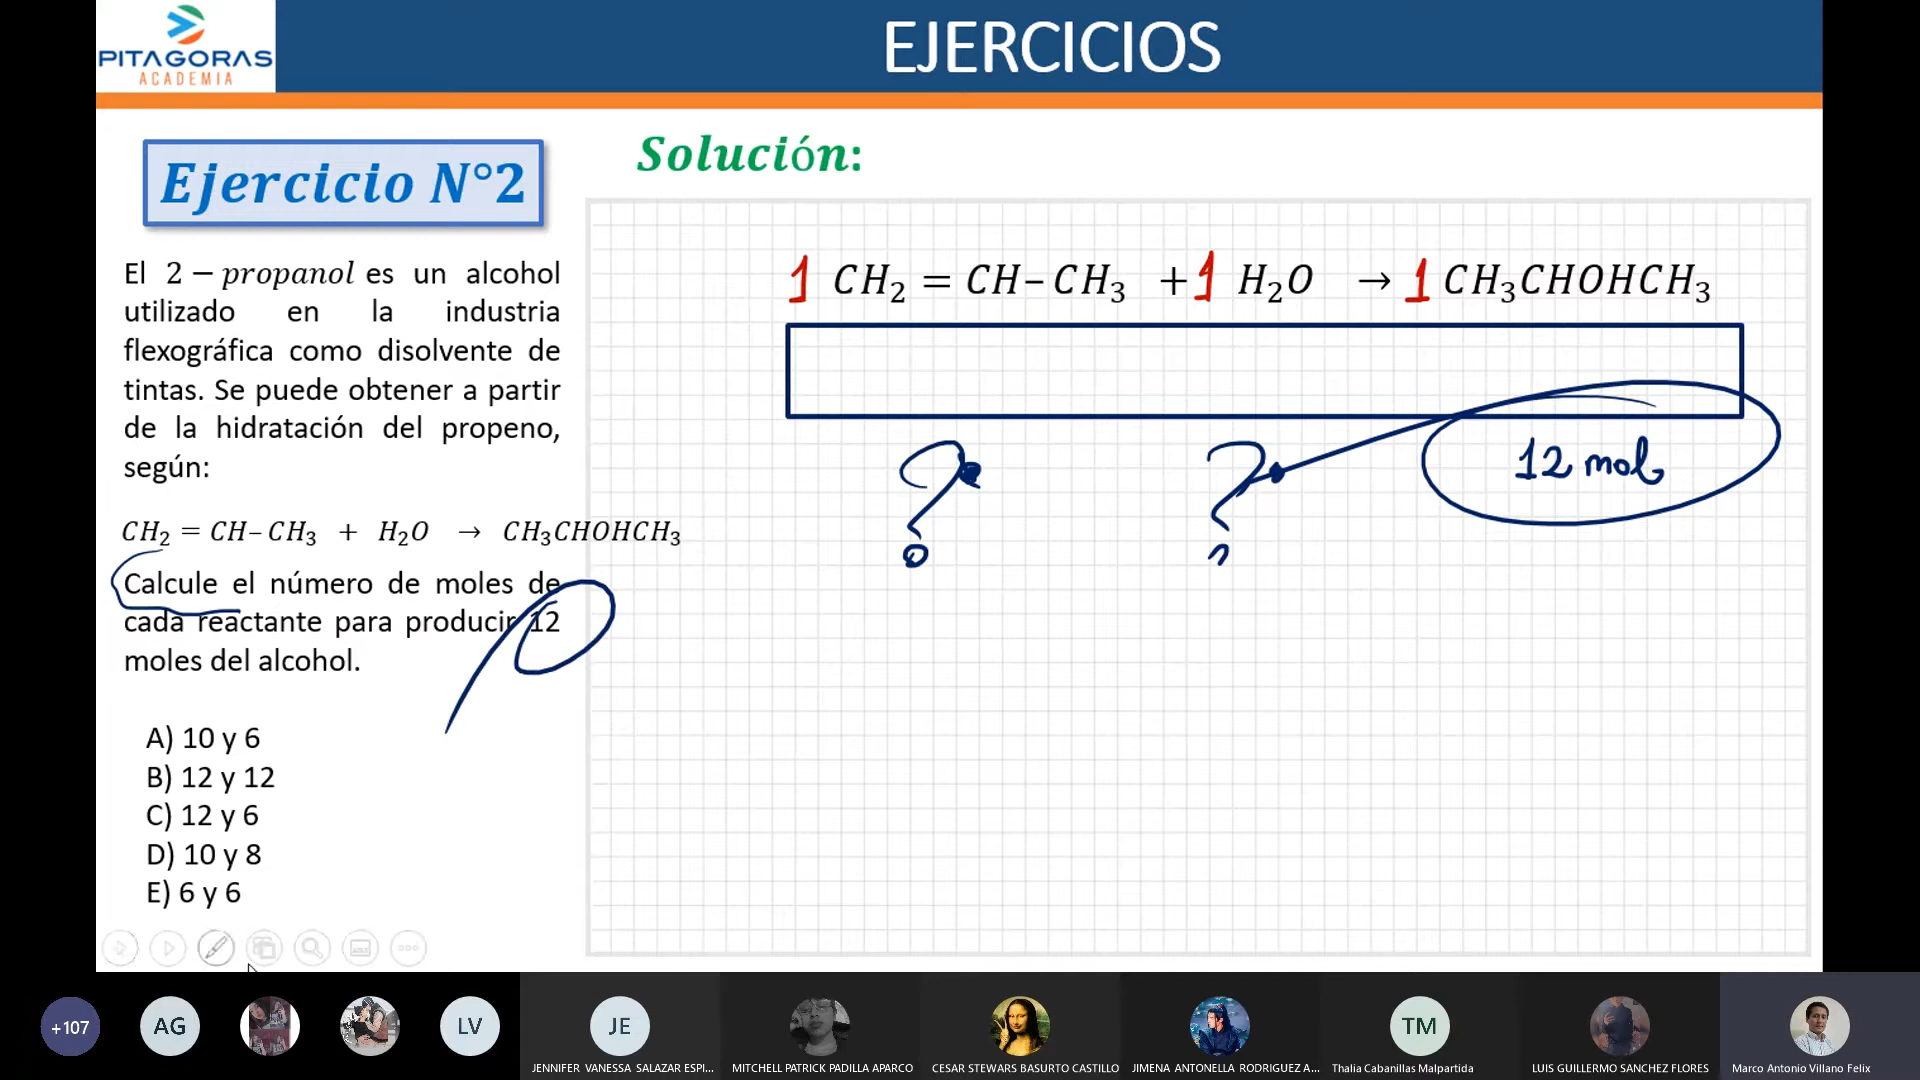 PITAGORAS
ACADEMIA
EJERCICIOS
Ejercicio N°2
Solución:
El 2 − propanol es un alcohol
utilizado en la industria
flexográfica como disolvente de
tintas. Se puede obtener a partir
de la hidratación del propeno,
según:
CH₂ = CH– CH₃ + H₂O → CH₃CHOHCH₃
Calcule el número de moles de
cada reactante para producir 12
moles del alcohol.
A) 10 y 6
B) 12 y 12
C) 12 y 6
D) 10 y 8
E) 6 y 6
1 CH₂ = CH– CH₃ + 1 H₂O → 1 CH₃CHOHCH₃
? ? 12 mol
+107
AG
LV
JE
TM
JENNIFER VANESSA SALAZAR ESPI...
MITCHELL PATRICK PADILLA APARCO
CESAR STEWARS BASURTO CASTILLO
JIMENA ANTONELLA RODRIGUEZ A...
Thalia Cabanillas Malpartida
LUIS GUILLERMO SANCHEZ FLORES
Marco Antonio Villano Felix